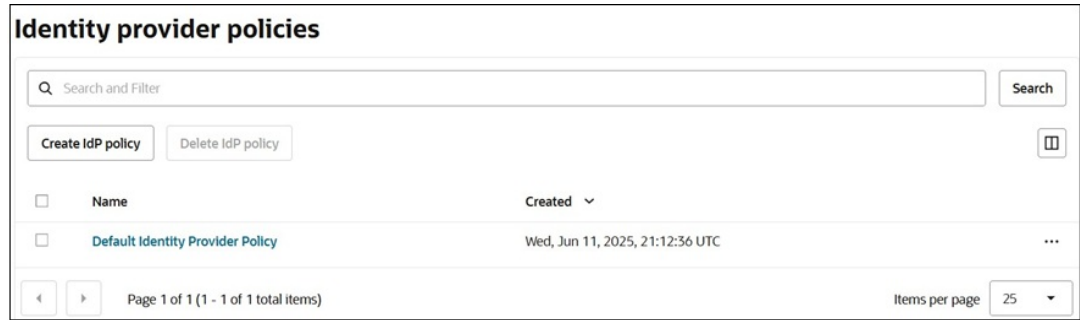 Identity provider policies
Search and Filter
Search
Create IdP policy
Delete IdP policy
Name
Created
Default Identity Provider Policy
Wed, Jun 11, 2025, 21:12:36 UTC
Page 1 of 1 (1 - 1 of 1 total items)
Items per page
25